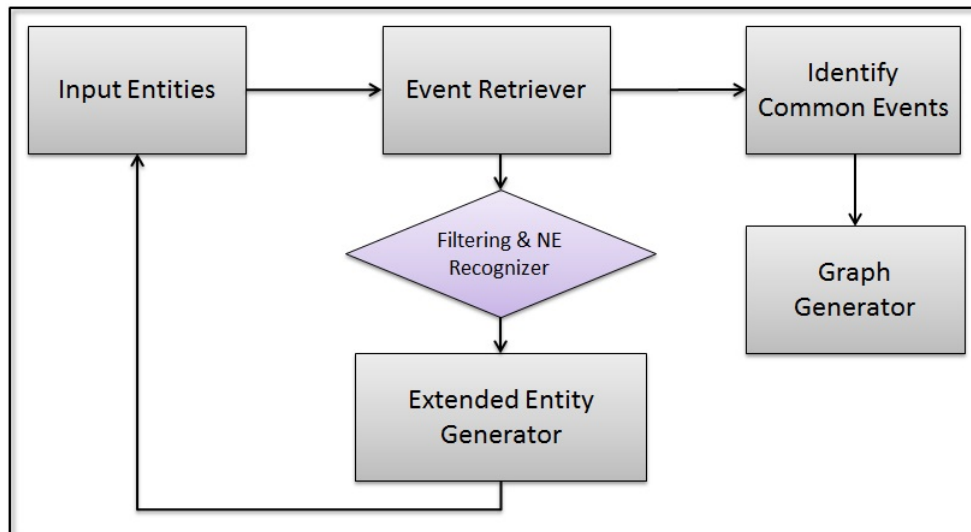 Input Entities
Event Retriever
Identify
Common Events
Filtering & NE
Recognizer
Graph
Generator
Extended Entity
Generator